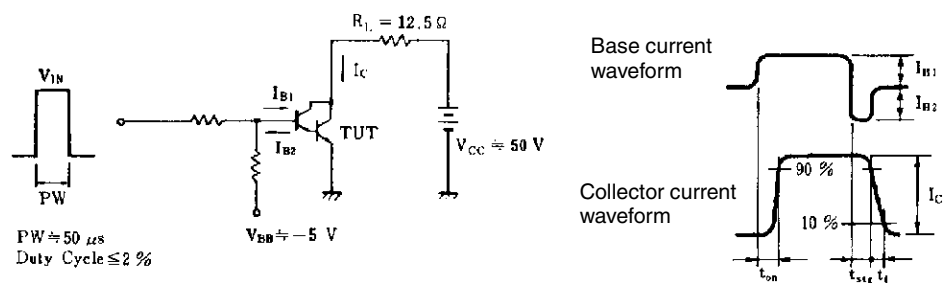 R_L = 12.5 Ω
V_IN
I_C
I_B1
I_B2
TUT
V_CC ≒ 50 V
PW
V_BB ≒ −5 V
PW ≒ 50 μs
Duty Cycle ≦ 2 %
Base current
waveform
I_B1
I_B2
Collector current
waveform
90 %
10 %
I_C
t_on
t_stg
t_f